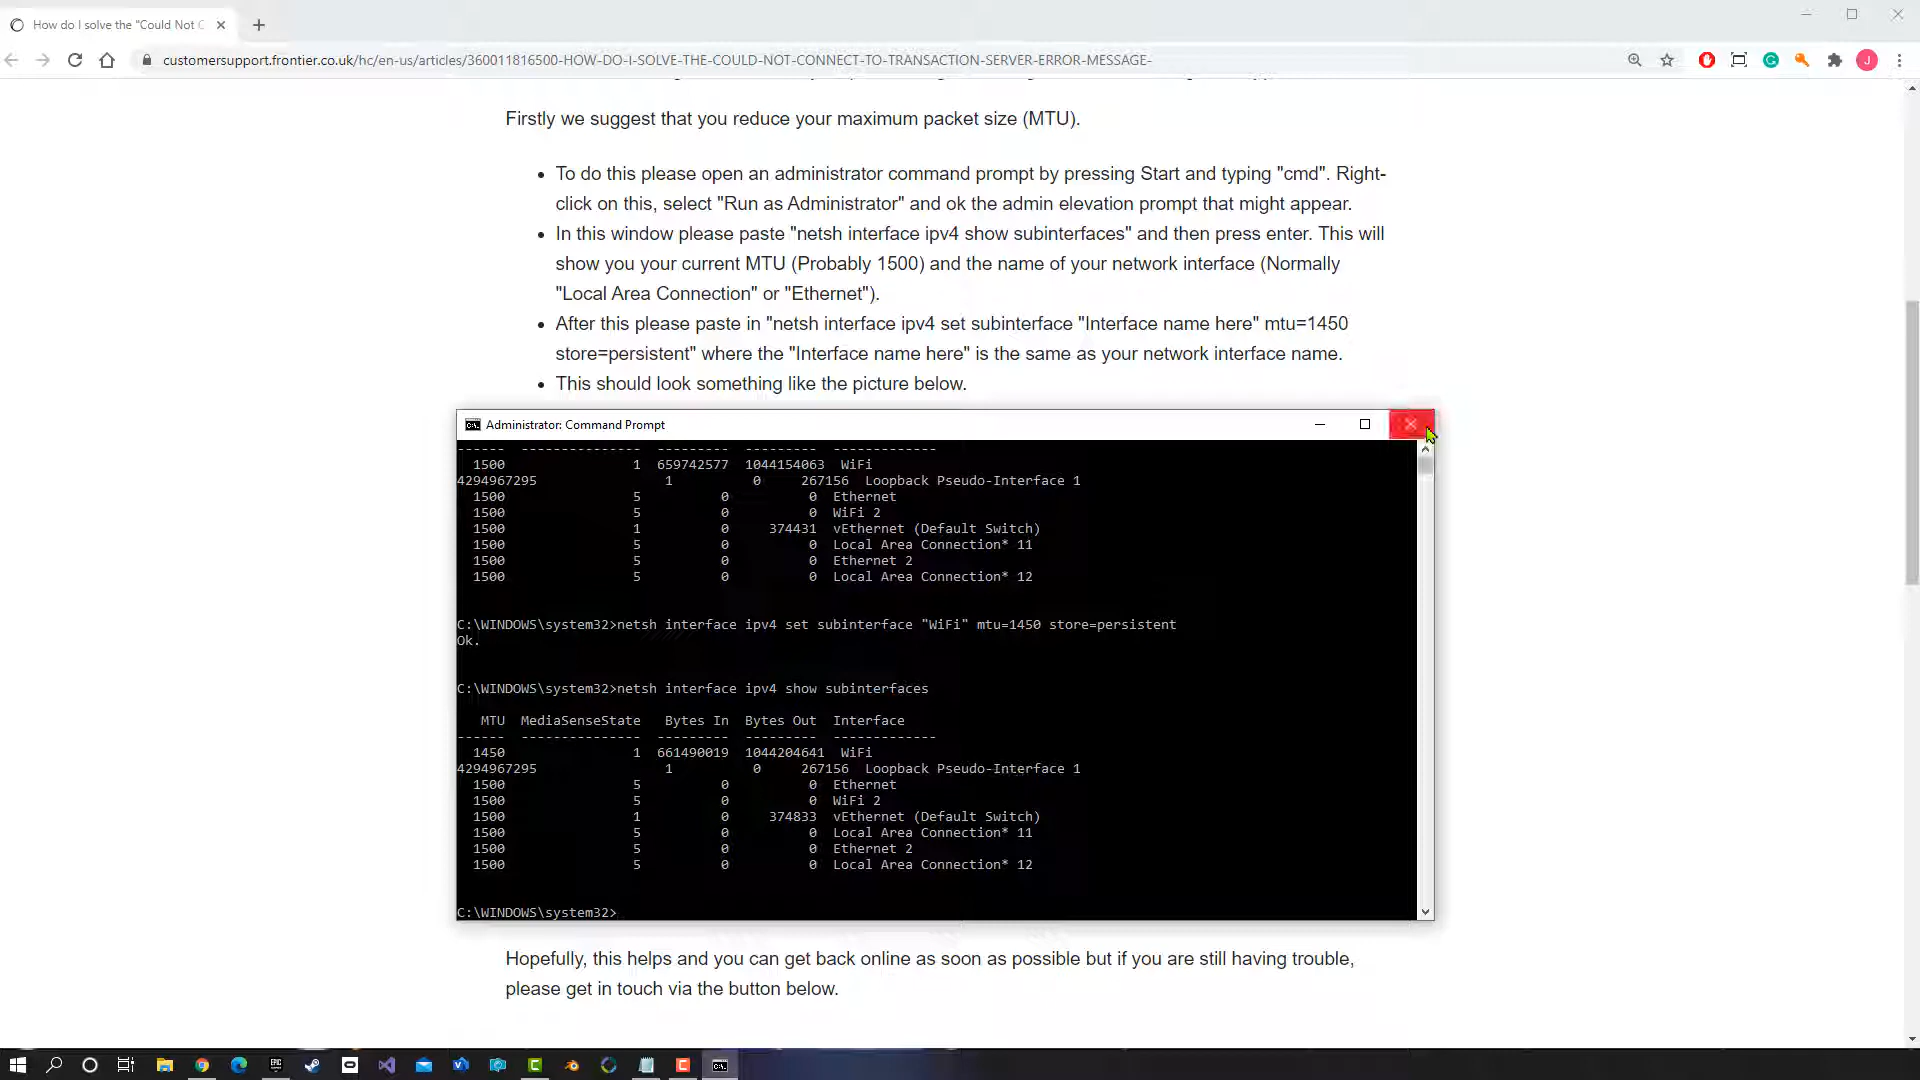 How do I solve the "Could Not C
customersupport.frontier.co.uk/hc/en-us/articles/360011816500-HOW-DO-I-SOLVE-THE-COULD-NOT-CONNECT-TO-TRANSACTION-SERVER-ERROR-MESSAGE-
J
Firstly we suggest that you reduce your maximum packet size (MTU).
• To do this please open an administrator command prompt by pressing Start and typing "cmd". Right-
click on this, select "Run as Administrator" and ok the admin elevation prompt that might appear.
• In this window please paste "netsh interface ipv4 show subinterfaces" and then press enter. This will
show you your current MTU (Probably 1500) and the name of your network interface (Normally
"Local Area Connection" or "Ethernet").
• After this please paste in "netsh interface ipv4 set subinterface "Interface name here" mtu=1450
store=persistent" where the "Interface name here" is the same as your network interface name.
• This should look something like the picture below.
Administrator: Command Prompt
------ --------------- --------- --------- -------------
1500 1 659742577 1044154063 WiFi
4294967295 1 0 267156 Loopback Pseudo-Interface 1
1500 5 0 0 Ethernet
1500 5 0 0 WiFi 2
1500 1 0 374431 vEthernet (Default Switch)
1500 5 0 0 Local Area Connection* 11
1500 5 0 0 Ethernet 2
1500 5 0 0 Local Area Connection* 12
C:\WINDOWS\system32>netsh interface ipv4 set subinterface "WiFi" mtu=1450 store=persistent
Ok.
C:\WINDOWS\system32>netsh interface ipv4 show subinterfaces
MTU MediaSenseState Bytes In Bytes Out Interface
------ --------------- --------- --------- -------------
1450 1 661490019 1044204641 WiFi
4294967295 1 0 267156 Loopback Pseudo-Interface 1
1500 5 0 0 Ethernet
1500 5 0 0 WiFi 2
1500 1 0 374833 vEthernet (Default Switch)
1500 5 0 0 Local Area Connection* 11
1500 5 0 0 Ethernet 2
1500 5 0 0 Local Area Connection* 12
C:\WINDOWS\system32>
Hopefully, this helps and you can get back online as soon as possible but if you are still having trouble,
please get in touch via the button below.